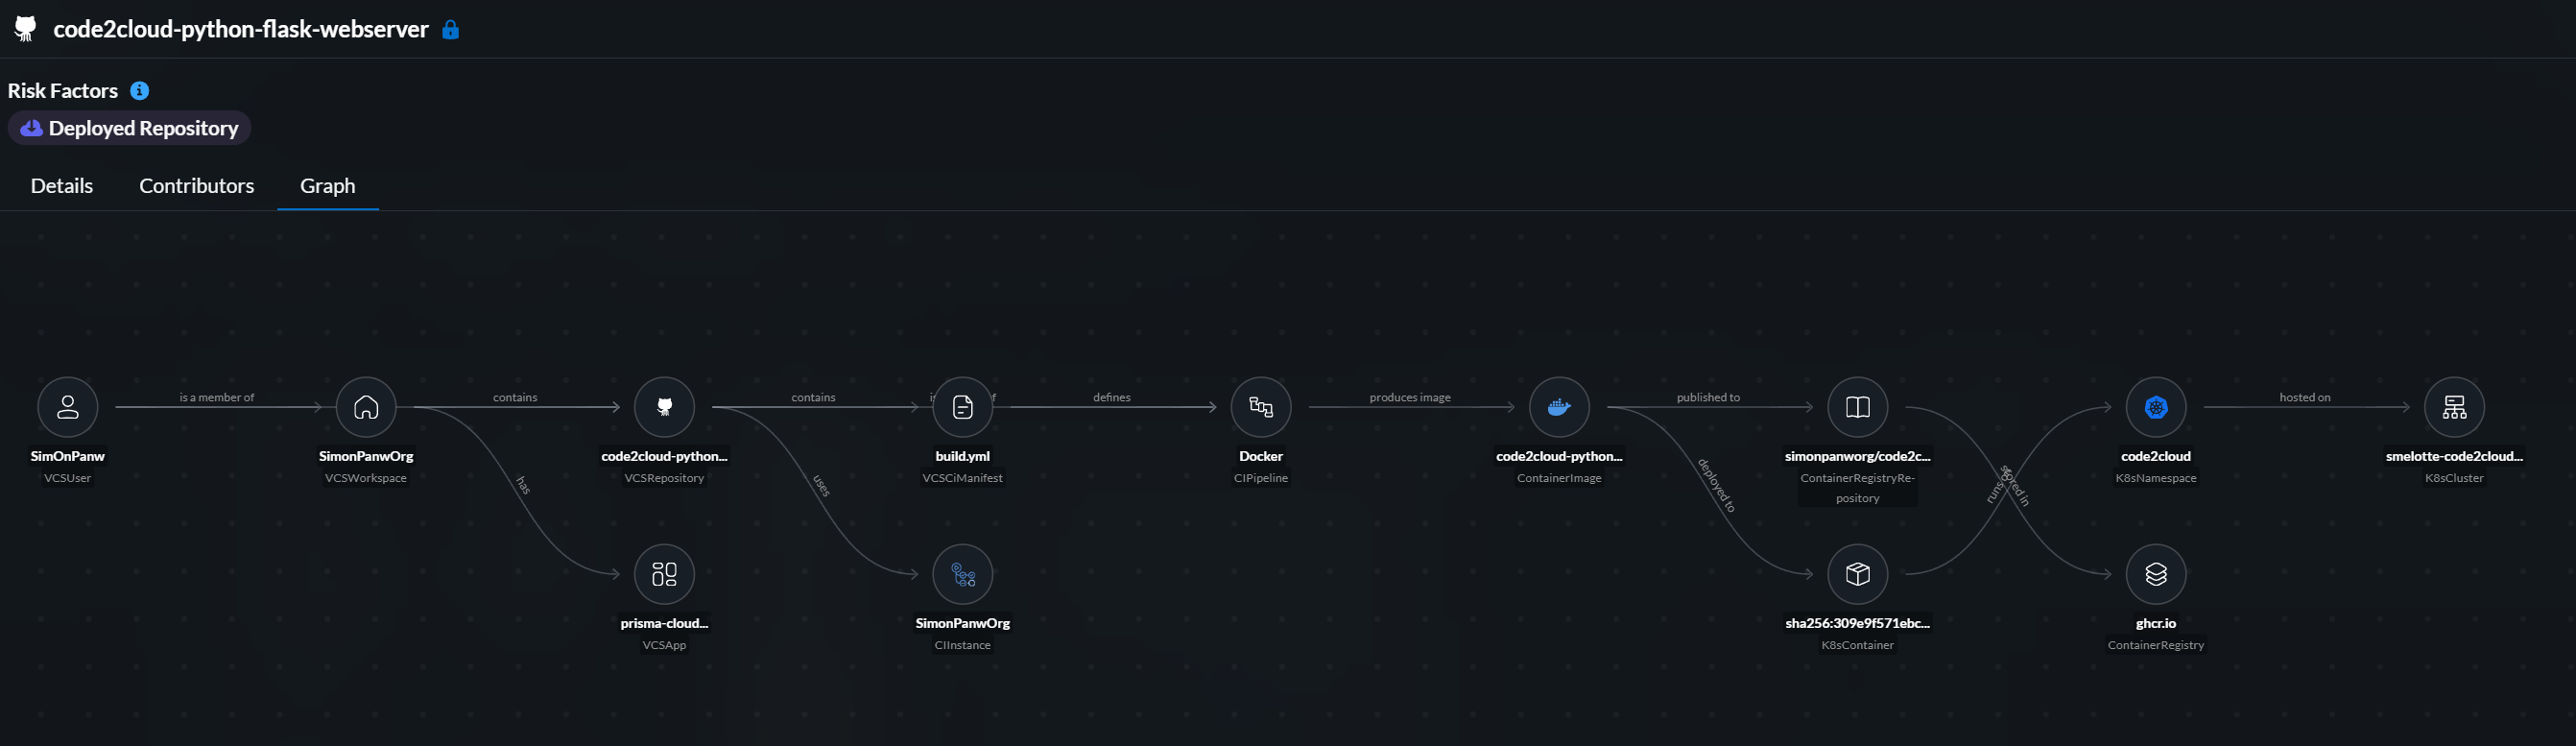 code2cloud-python-flask-webserver
Risk Factors
Deployed Repository
Details
Contributors
Graph
is a member of
contains
contains
defines
produces image
published to
hosted on
SimOnPanw
VCSUser
SimonPanwOrg
VCSWorkspace
code2cloud-python...
VCSRepository
build.yml
VCSCiManifest
Docker
CIPipeline
code2cloud-python...
ContainerImage
simonpanworg/code2c...
ContainerRegistryRe-
pository
code2cloud
K8sNamespace
smelotte-code2cloud...
K8sCluster
has
uses
deployed to
runs
stored in
prisma-cloud...
VCSApp
SimonPanwOrg
CIInstance
sha256:309e9f571ebc...
K8sContainer
ghcr.io
ContainerRegistry